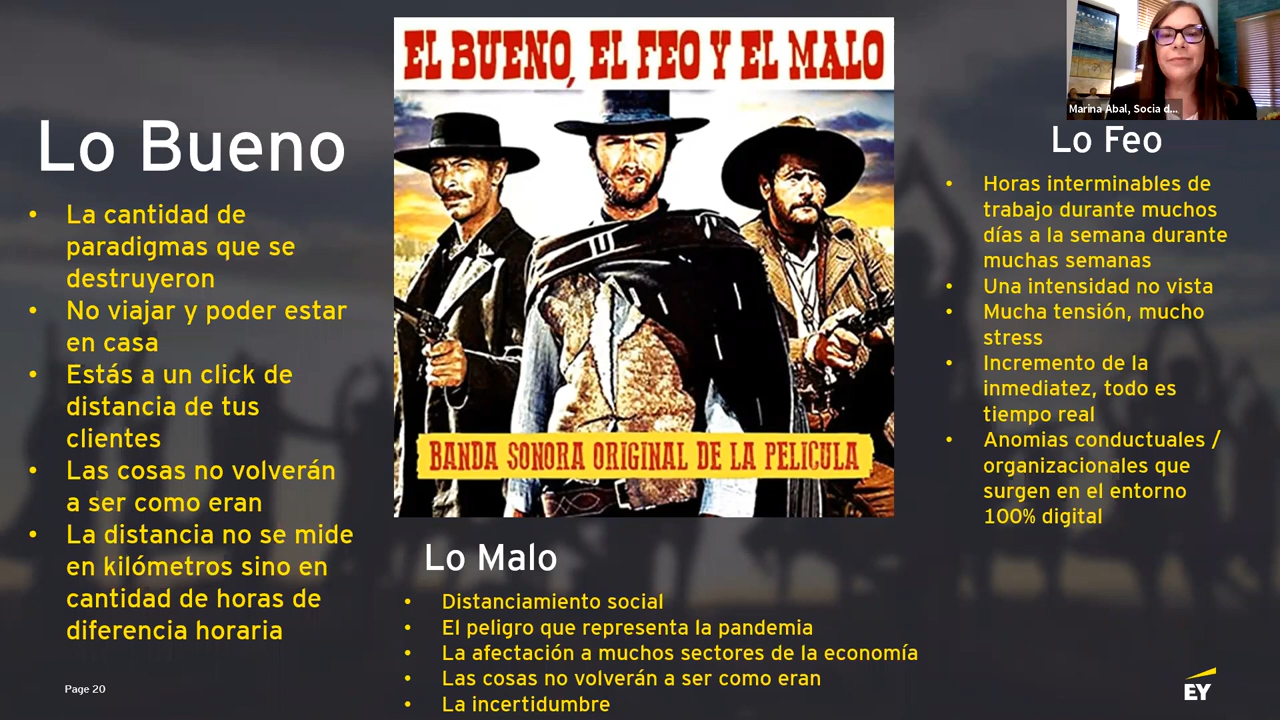 EL BUENO, EL FEO Y EL MALO
Marina Abal, Socia d...
Lo Bueno
• La cantidad de
paradigmas que se
destruyeron
• No viajar y poder estar
en casa
• Estás a un click de
distancia de tus
clientes
• Las cosas no volverán
a ser como eran
• La distancia no se mide
en kilómetros sino en
cantidad de horas de
diferencia horaria
BANDA SONORA ORIGINAL DE LA PELICULA
Lo Malo
• Distanciamiento social
• El peligro que representa la pandemia
• La afectación a muchos sectores de la economía
• Las cosas no volverán a ser como eran
• La incertidumbre
Lo Feo
• Horas interminables de
trabajo durante muchos
días a la semana durante
muchas semanas
• Una intensidad no vista
• Mucha tensión, mucho
stress
• Incremento de la
inmediatez, todo es
tiempo real
• Anomias conductuales /
organizacionales que
surgen en el entorno
100% digital
Page 20
EY